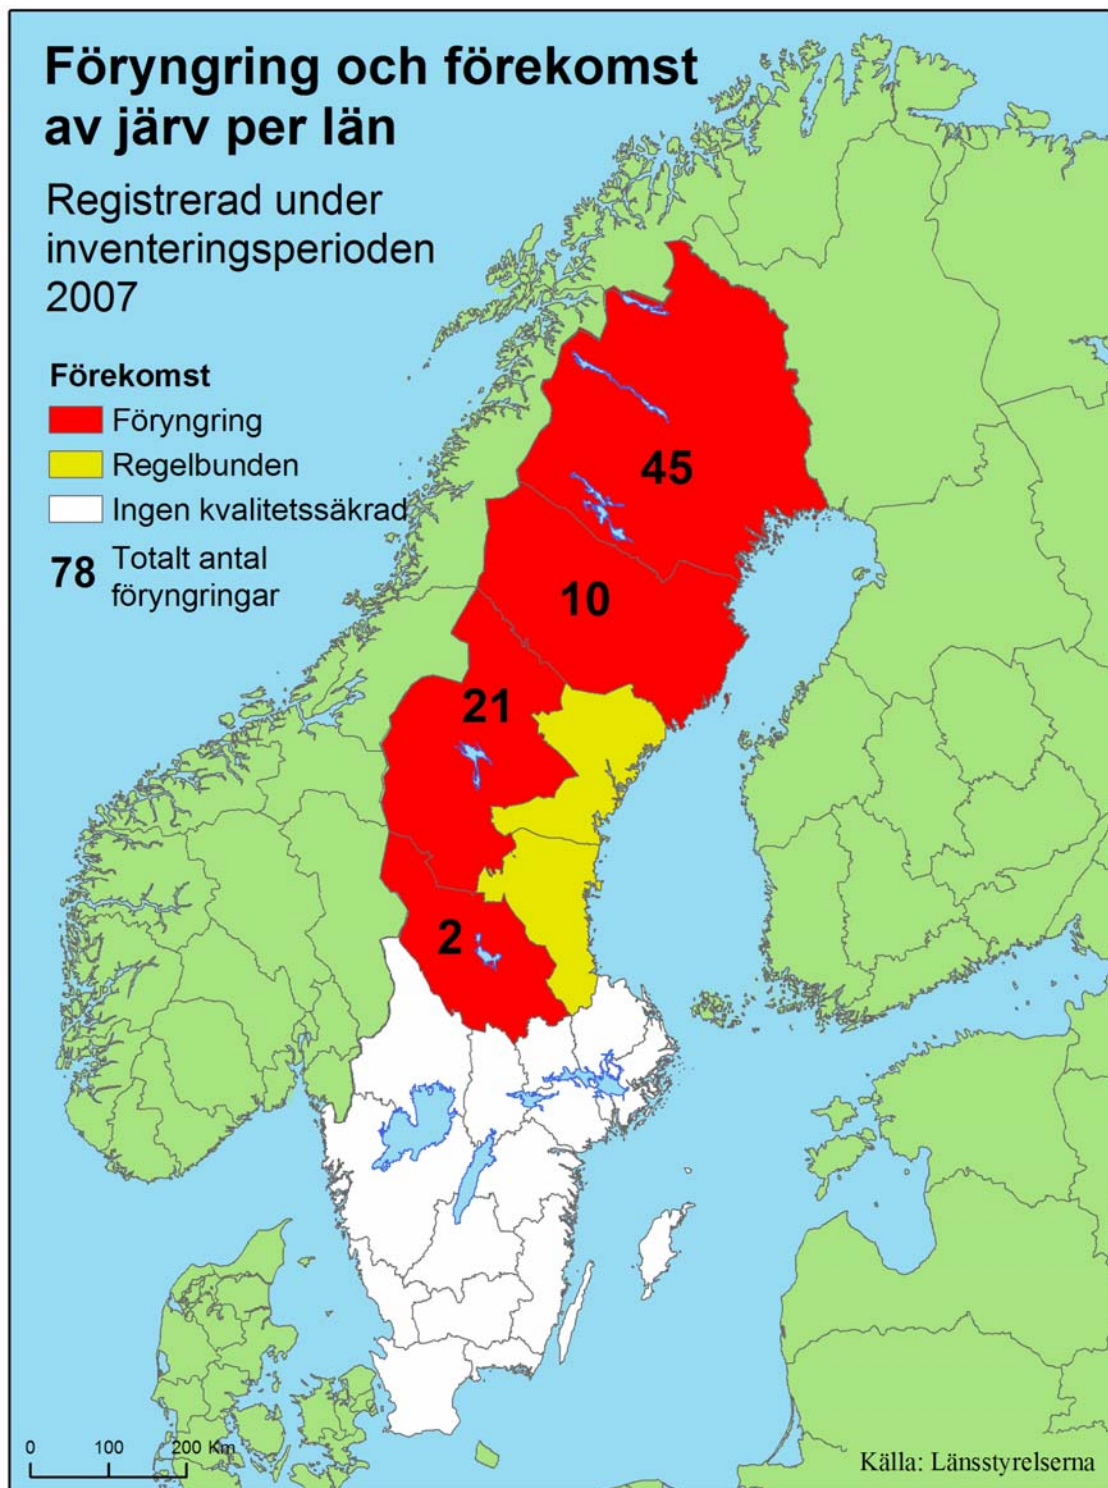 Föryngring och förekomst
av järv per län
Registrerad under
inventeringsperioden
2007
Förekomst
Föryngring
Regelbunden
Ingen kvalitetssäkrad
78 Totalt antal
föryngringar
45
10
21
2
0 100 200 Km
Källa: Länsstyrelserna